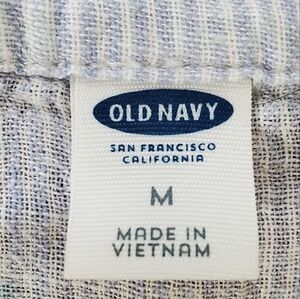 OLD NAVY
SAN FRANCISCO
CALIFORNIA
M
MADE IN
VIETNAM